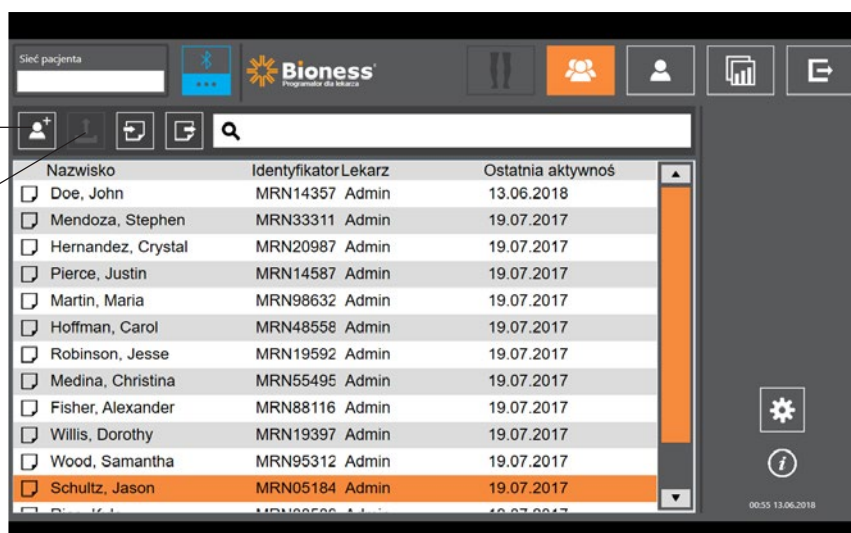 Sieć pacjenta
Bioness
Programator dla lekarza
Nazwisko Identyfikator Lekarz Ostatnia aktywnoś
Doe, John MRN14357 Admin 13.06.2018
Mendoza, Stephen MRN33311 Admin 19.07.2017
Hernandez, Crystal MRN20987 Admin 19.07.2017
Pierce, Justin MRN14587 Admin 19.07.2017
Martin, Maria MRN98632 Admin 19.07.2017
Hoffman, Carol MRN48558 Admin 19.07.2017
Robinson, Jesse MRN19592 Admin 19.07.2017
Medina, Christina MRN55495 Admin 19.07.2017
Fisher, Alexander MRN88116 Admin 19.07.2017
Willis, Dorothy MRN19397 Admin 19.07.2017
Wood, Samantha MRN95312 Admin 19.07.2017
Schultz, Jason MRN05184 Admin 19.07.2017
00:55 13.06.2018